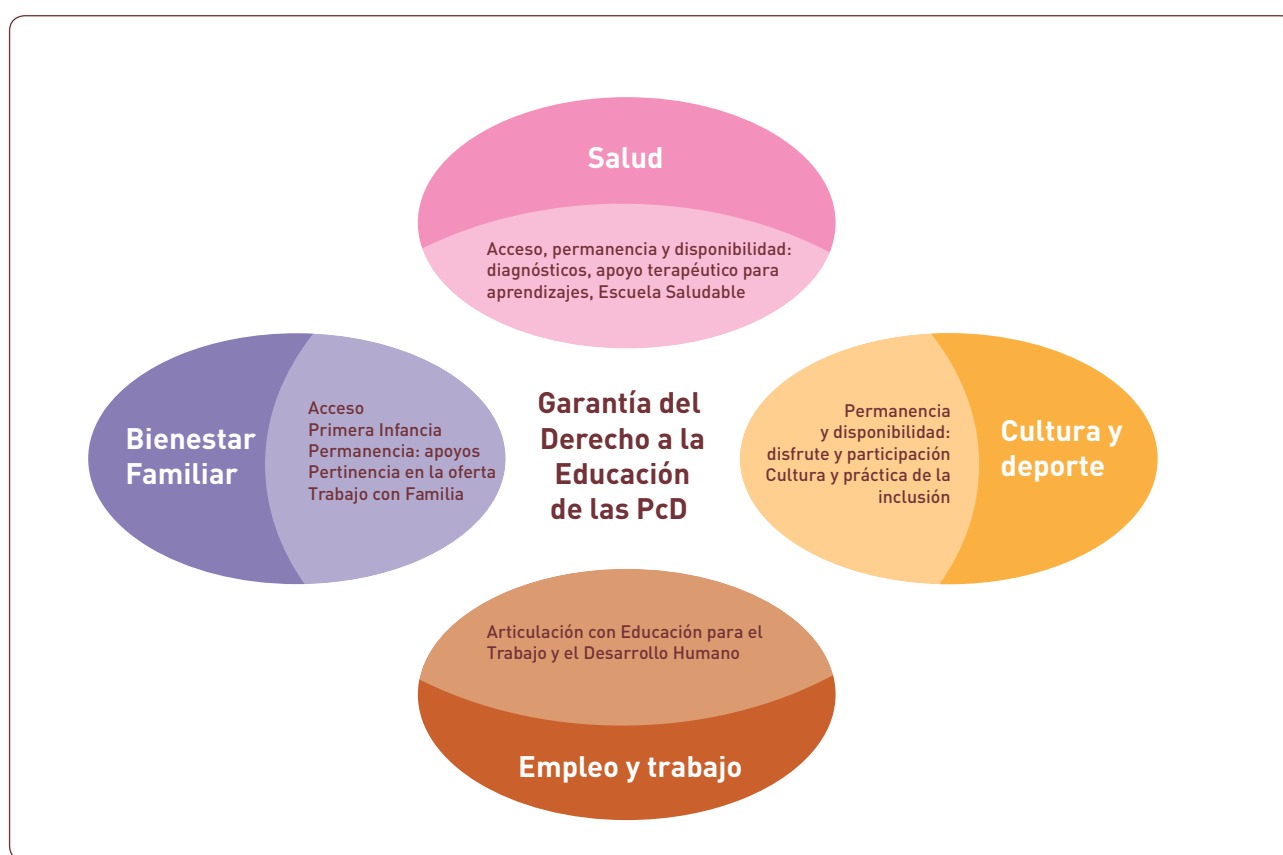 Salud
Acceso, permanencia y disponibilidad:
diagnósticos, apoyo terapéutico para
aprendizajes, Escuela Saludable
Bienestar
Familiar
Acceso
Primera Infancia
Permanencia: apoyos
Pertinencia en la oferta
Trabajo con Familia
Garantía del
Derecho a la
Educación
de las PcD
Permanencia
y disponibilidad:
disfrute y participación
Cultura y práctica de la
inclusión
Cultura y
deporte
Articulación con Educación para el
Trabajo y el Desarrollo Humano
Empleo y trabajo